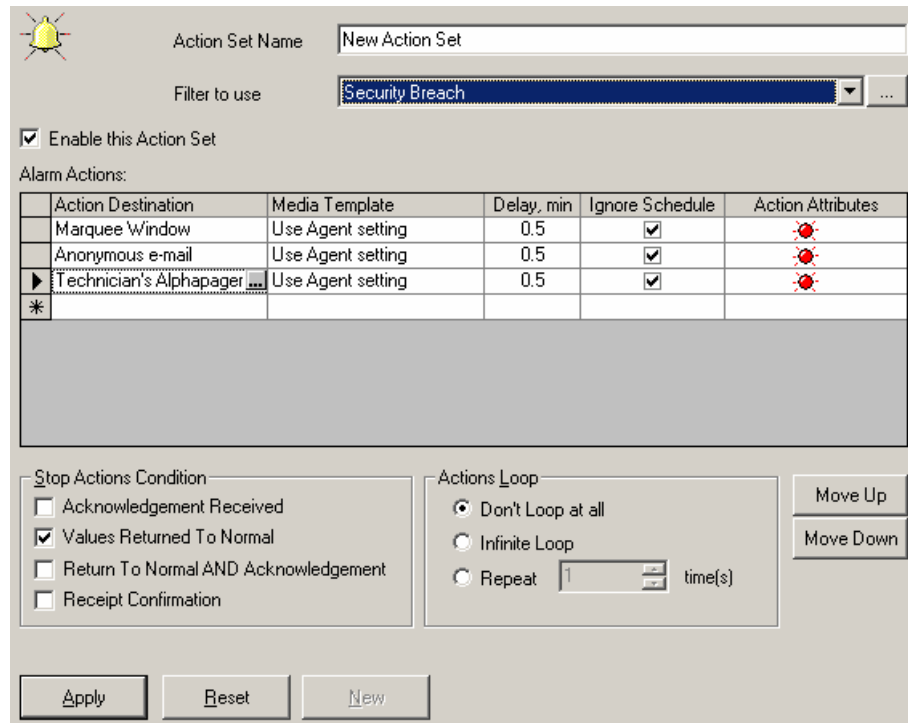 Action Set Name New Action Set
Filter to use Security Breach ...
Enable this Action Set
Alarm Actions:
Action Destination Media Template Delay, min Ignore Schedule Action Attributes
Marquee Window Use Agent setting 0.5
Anonymous e-mail Use Agent setting 0.5
Technician's Alphapager ... Use Agent setting 0.5
Stop Actions Condition Actions Loop
Acknowledgement Received Don't Loop at all Move Up
Values Returned To Normal Infinite Loop Move Down
Return To Normal AND Acknowledgement Repeat 1 time(s)
Receipt Confirmation
Apply Reset New